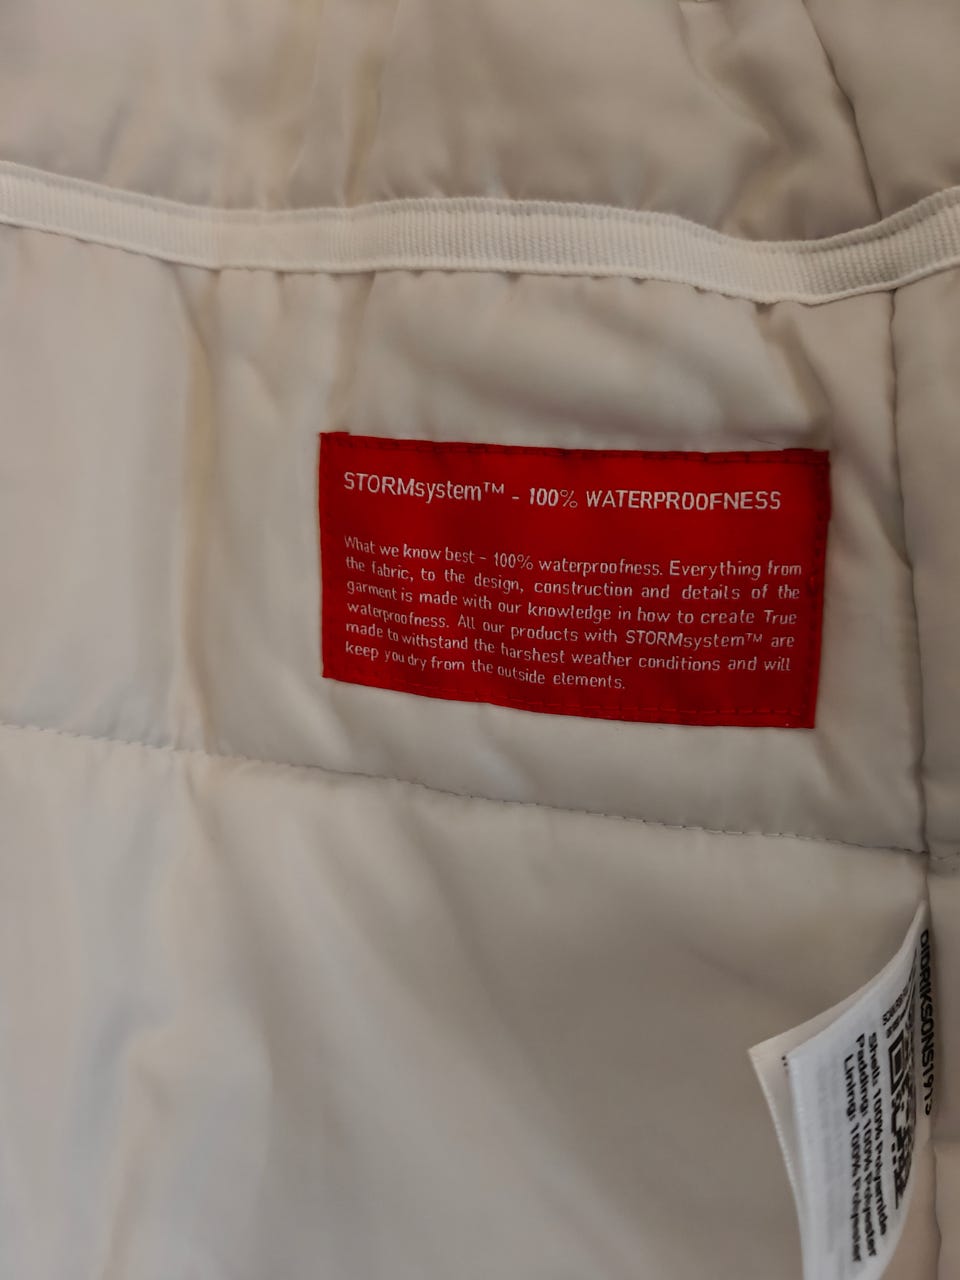 STORMsystem™ - 100% WATERPROOFNESS
What we know best - 100% waterproofness. Everything from
the fabric, to the design, construction and details of the
garment is made with our knowledge in how to create True
waterproofness. All our products with STORMsystem™ are
made to withstand the harshest weather conditions and will
keep you dry from the outside elements.
DIDRIKSONS1913
Shell: 100% Polyamide
Padding: 100% Polyester
Lining: 100% Polyester